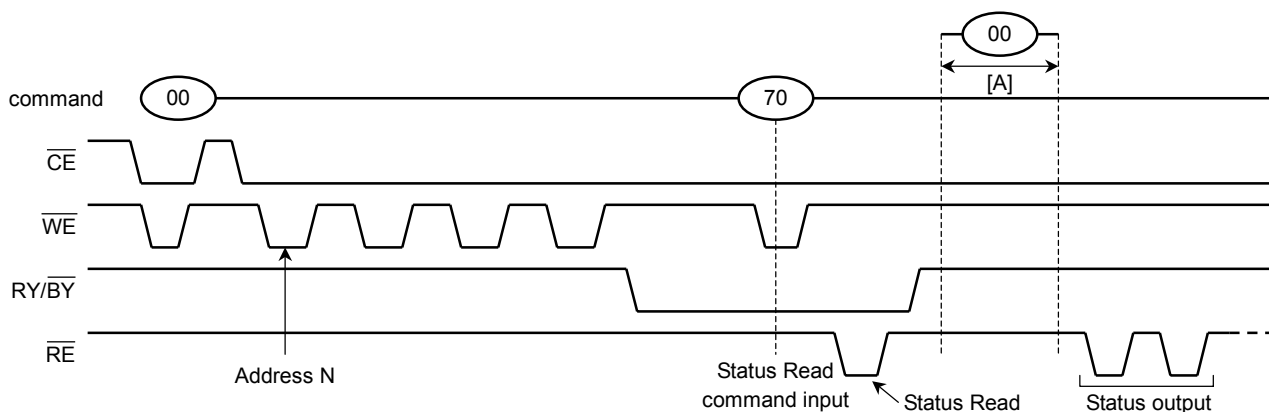 00
[A]
command
00
70
CE
WE
RY/BY
RE
Address N
Status Read
command input
Status Read
Status output